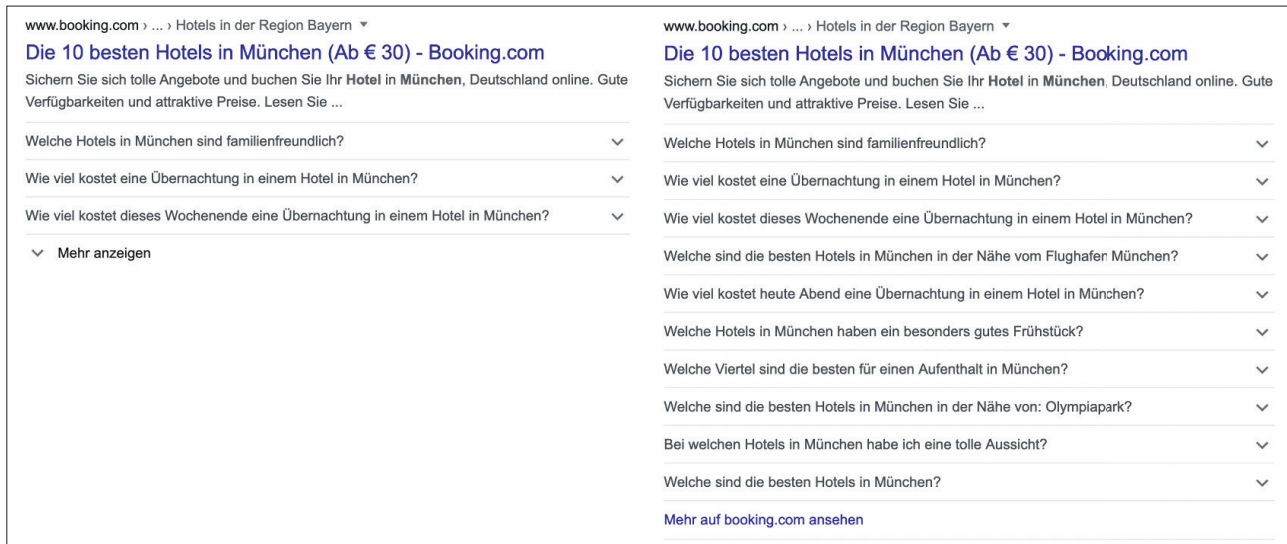 www.booking.com › ... › Hotels in der Region Bayern
Die 10 besten Hotels in München (Ab € 30) - Booking.com
Sichern Sie sich tolle Angebote und buchen Sie Ihr Hotel in München, Deutschland online. Gute
Verfügbarkeiten und attraktive Preise. Lesen Sie ...
Welche Hotels in München sind familienfreundlich?
Wie viel kostet eine Übernachtung in einem Hotel in München?
Wie viel kostet dieses Wochenende eine Übernachtung in einem Hotel in München?
Mehr anzeigen
www.booking.com › ... › Hotels in der Region Bayern
Die 10 besten Hotels in München (Ab € 30) - Booking.com
Sichern Sie sich tolle Angebote und buchen Sie Ihr Hotel in München, Deutschland online. Gute
Verfügbarkeiten und attraktive Preise. Lesen Sie ...
Welche Hotels in München sind familienfreundlich?
Wie viel kostet eine Übernachtung in einem Hotel in München?
Wie viel kostet dieses Wochenende eine Übernachtung in einem Hotel in München?
Welche sind die besten Hotels in München in der Nähe vom Flughafen München?
Wie viel kostet heute Abend eine Übernachtung in einem Hotel in München?
Welche Hotels in München haben ein besonders gutes Frühstück?
Welche Viertel sind die besten für einen Aufenthalt in München?
Welche sind die besten Hotels in München in der Nähe von: Olympiapark?
Bei welchen Hotels in München habe ich eine tolle Aussicht?
Welche sind die besten Hotels in München?
Mehr auf booking.com ansehen